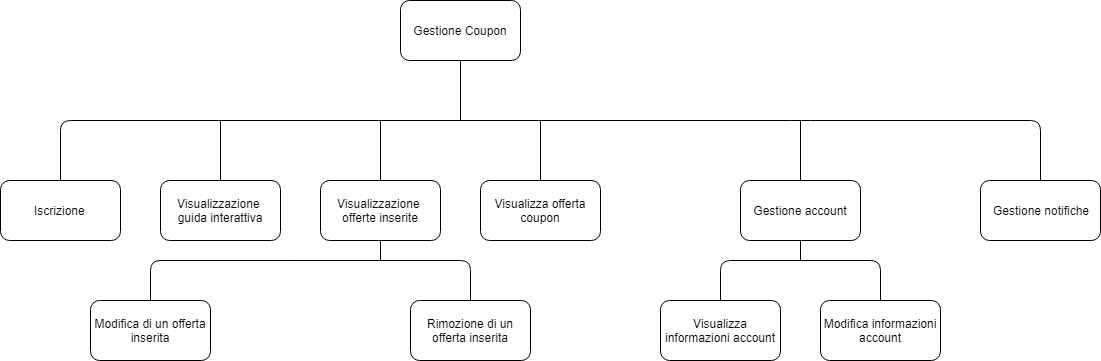 Gestione Coupon
Iscrizione
Visualizzazione
guida interattiva
Visualizzazione
offerte inserite
Visualizza offerta
coupon
Gestione account
Gestione notifiche
Modifica di un offerta
inserita
Rimozione di un
offerta inserita
Visualizza
informazioni account
Modifica informazioni
account